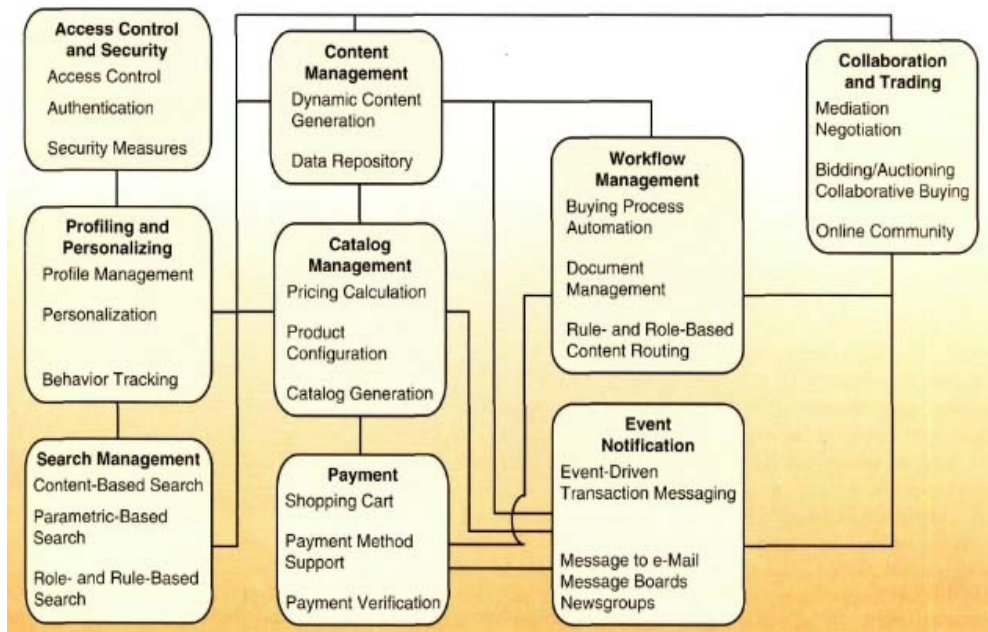 Access Control
and Security
Access Control
Authentication
Security Measures
Profiling and
Personalizing
Profile Management
Personalization
Behavior Tracking
Search Management
Content-Based Search
Parametric-Based
Search
Role- and Rule-Based
Search
Content
Management
Dynamic Content
Generation
Data Repository
Catalog
Management
Pricing Calculation
Product
Configuration
Catalog Generation
Payment
Shopping Cart
Payment Method
Support
Payment Verification
Workflow
Management
Buying Process
Automation
Document
Management
Rule- and Role-Based
Content Routing
Event
Notification
Event-Driven
Transaction Messaging
Message to e-Mail
Message Boards
Newsgroups
Collaboration
and Trading
Mediation
Negotiation
Bidding/Auctioning
Collaborative Buying
Online Community